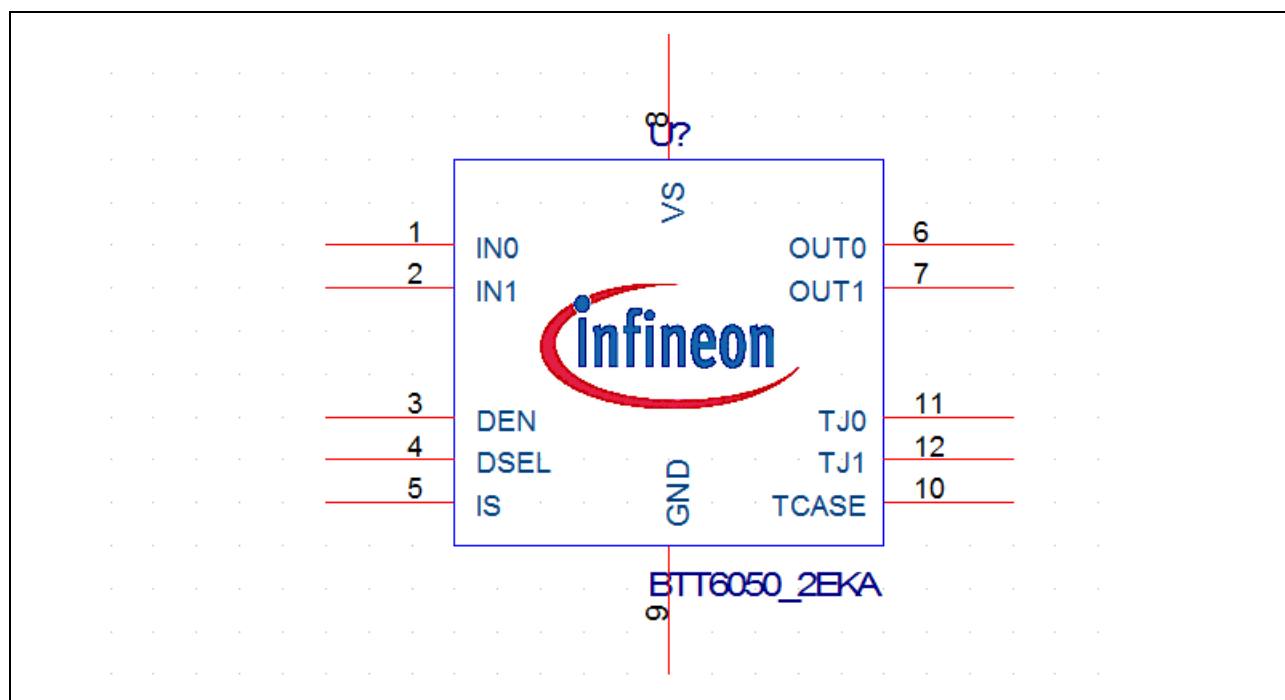 8
U?
VS
1 IN0 OUT0 6
2 IN1 OUT1 7
infineon
3 DEN TJ0 11
4 DSEL TJ1 12
5 IS GND TCASE 10
BTT6050_2EKA
9